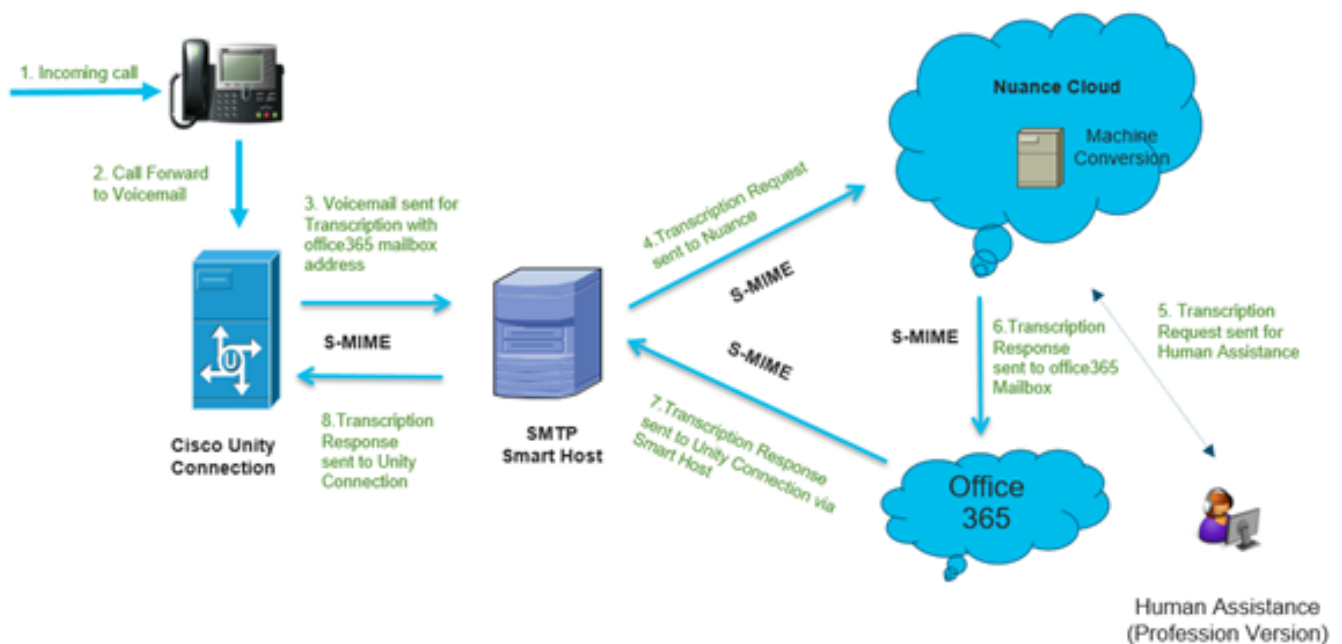 1. Incoming call
2. Call Forward
to Voicemail
3. Voicemail sent for
Transcription with
office365 mailbox
address
S-MIME
8.Transcription
Response
sent to Unity
Connection
Cisco Unity
Connection
U
SMTP
Smart Host
4.Transcription Request
sent to Nuance
S-MIME
S-MIME
7.Transcription Response
sent to Unity Connection via
Smart Host
Nuance Cloud
Machine
Conversion
S-MIME
6.Transcription
Response
sent to office365
Mailbox
5. Transcription
Request sent for
Human Assistance
Office
365
Human Assistance
(Profession Version)